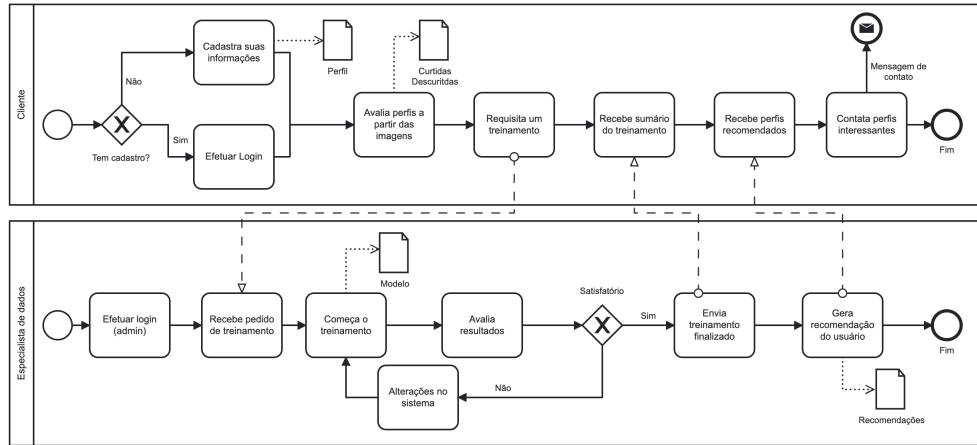 Cliente
Cadastra suas
informações
Perfil
Curtidas
Descuritdas
Mensagem de
contato
Não
Tem cadastro?
Sim
Efetuar Login
Avalia perfis a
partir das
imagens
Requisita um
treinamento
Recebe sumário
do treinamento
Recebe perfis
recomendados
Contata perfis
interessantes
Fim
Especialista de dados
Efetuar login
(admin)
Recebe pedido
de treinamento
Começa o
treinamento
Modelo
Avalia
resultados
Satisfatório
Sim
Não
Alterações no
sistema
Envia
treinamento
finalizado
Gera
recomendação
do usuário
Fim
Recomendações